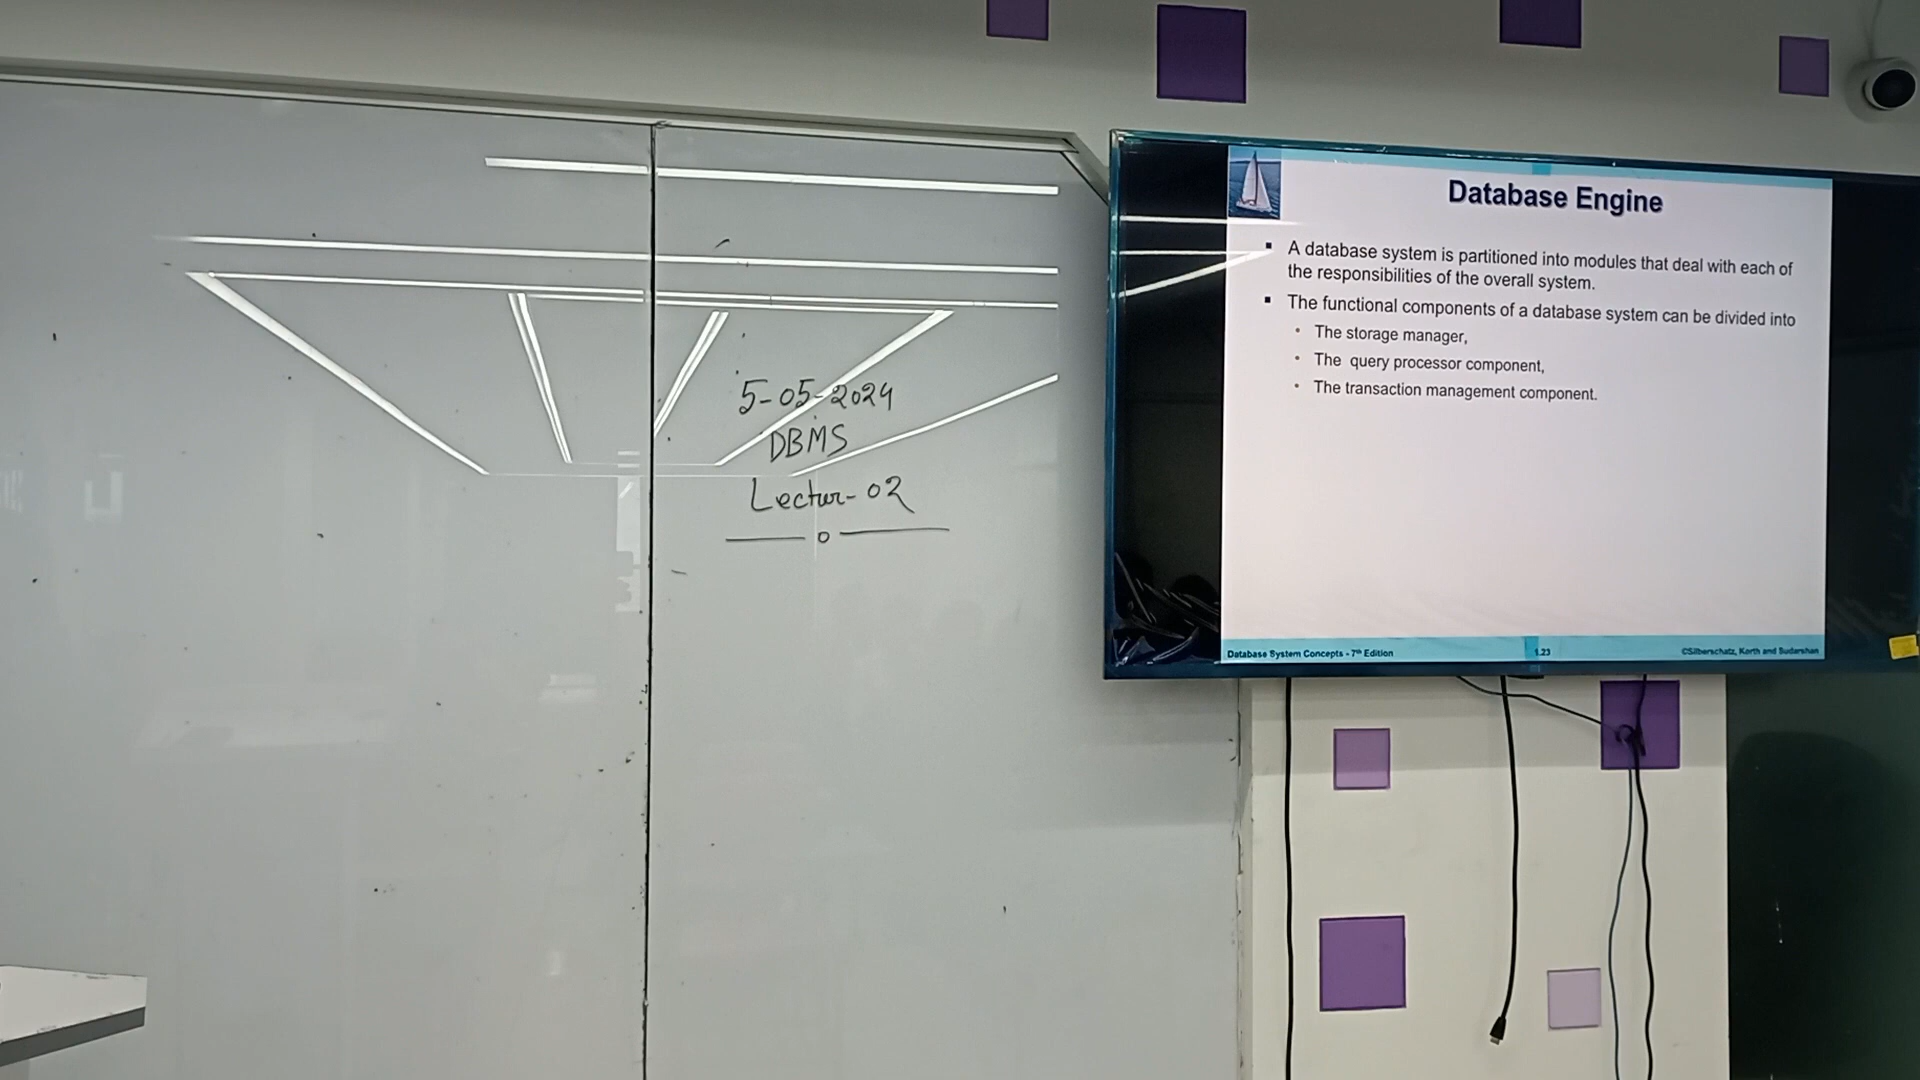 5-05-2024
DBMS
Lectur-02
Database Engine
▪ A database system is partitioned into modules that deal with each of
the responsibilities of the overall system.
▪ The functional components of a database system can be divided into
• The storage manager,
• The query processor component,
• The transaction management component.
Database System Concepts - 7th Edition
1.23
©Silberschatz, Korth and Sudarshan